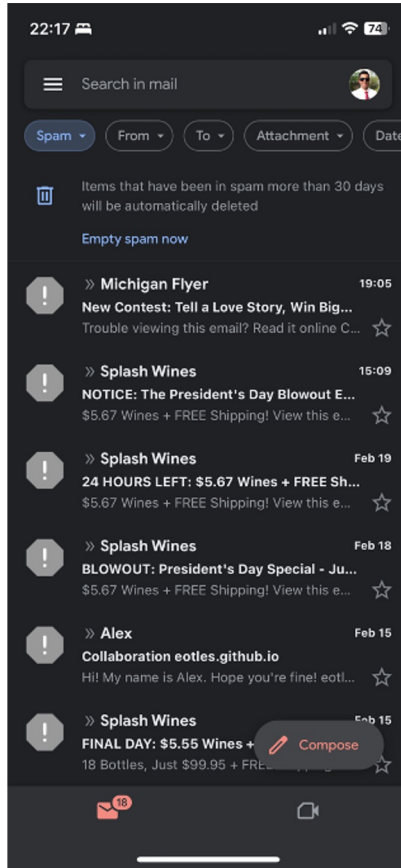 22:17
74
Search in mail
Spam From To Attachment Date
Items that have been in spam more than 30 days
will be automatically deleted
Empty spam now
» Michigan Flyer 19:05
New Contest: Tell a Love Story, Win Big...
Trouble viewing this email? Read it online C...
» Splash Wines 15:09
NOTICE: The President's Day Blowout E...
$5.67 Wines + FREE Shipping! View this e...
» Splash Wines Feb 19
24 HOURS LEFT: $5.67 Wines + FREE Sh...
$5.67 Wines + FREE Shipping! View this e...
» Splash Wines Feb 18
BLOWOUT: President's Day Special - Ju...
$5.67 Wines + FREE Shipping! View this e...
» Alex Feb 15
Collaboration eotles.github.io
Hi! My name is Alex. Hope you're fine! eotl...
» Splash Wines Feb 15
FINAL DAY: $5.55 Wines +
Compose
18 Bottles, Just $99.95 +
18